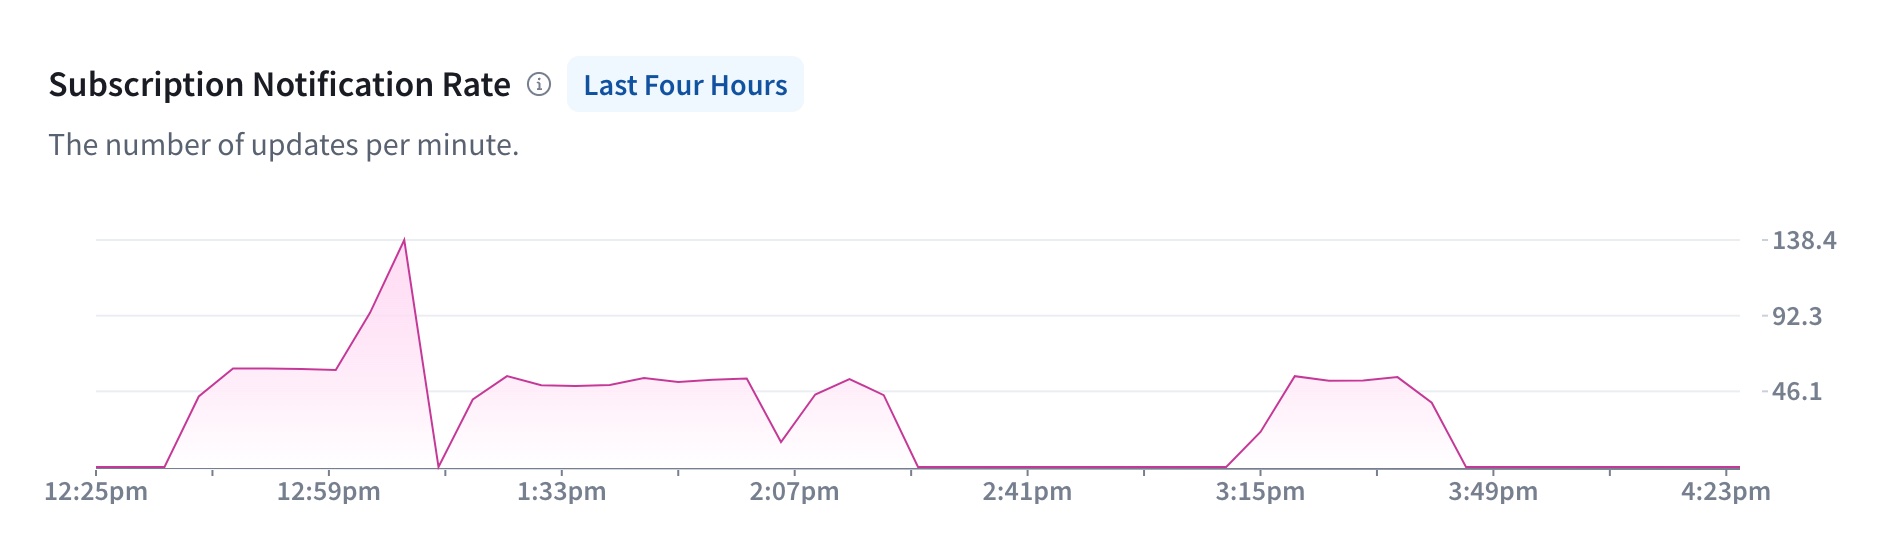 Subscription Notification Rate Last Four Hours
The number of updates per minute.
138.4
92.3
46.1
12:25pm 12:59pm 1:33pm 2:07pm 2:41pm 3:15pm 3:49pm 4:23pm